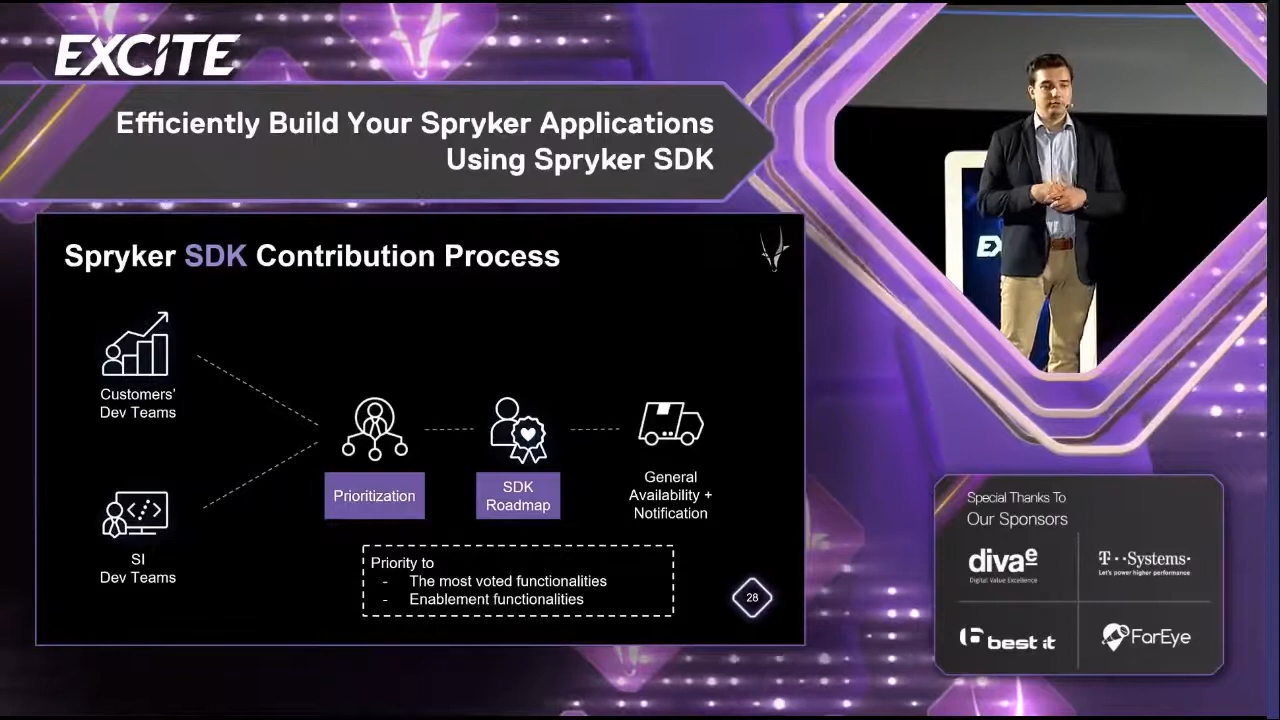 EXCITE
Efficiently Build Your Spryker Applications
Using Spryker SDK
Spryker SDK Contribution Process
Customers'
Dev Teams
SI
Dev Teams
Prioritization
SDK
Roadmap
General
Availability +
Notification
Priority to
- The most voted functionalities
- Enablement functionalities
28
EX
Special Thanks To
Our Sponsors
divae
Digital Value Excellence
T··Systems·
Let's power higher performance
best it
FarEye